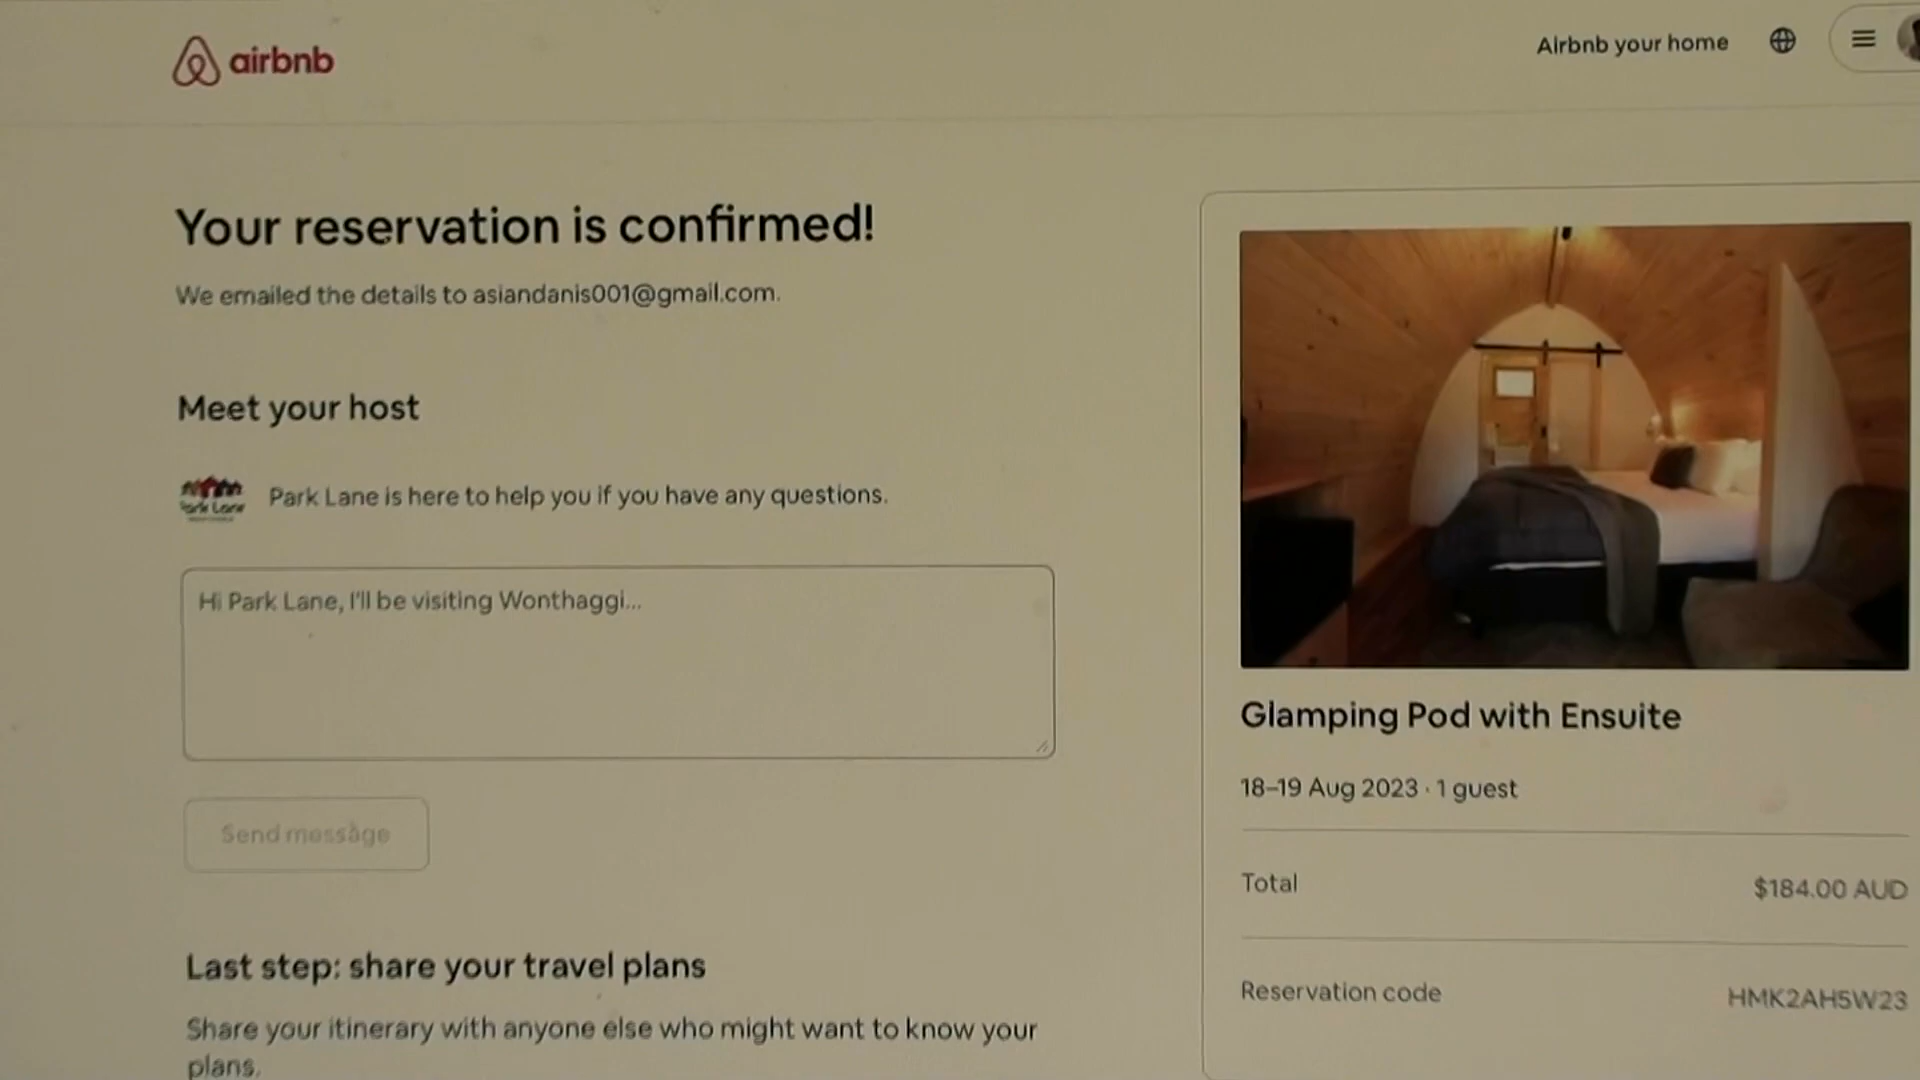 airbnb
Airbnb your home
Your reservation is confirmed!
We emailed the details to asiandanis001@gmail.com.
Meet your host
Park Lane
Park Lane is here to help you if you have any questions.
Hi Park Lane, I'll be visiting Wonthaggi...
Send message
Last step: share your travel plans
Share your itinerary with anyone else who might want to know your
plans.
Glamping Pod with Ensuite
18–19 Aug 2023 · 1 guest
Total
$184.00 AUD
Reservation code
HMK2AH5W23